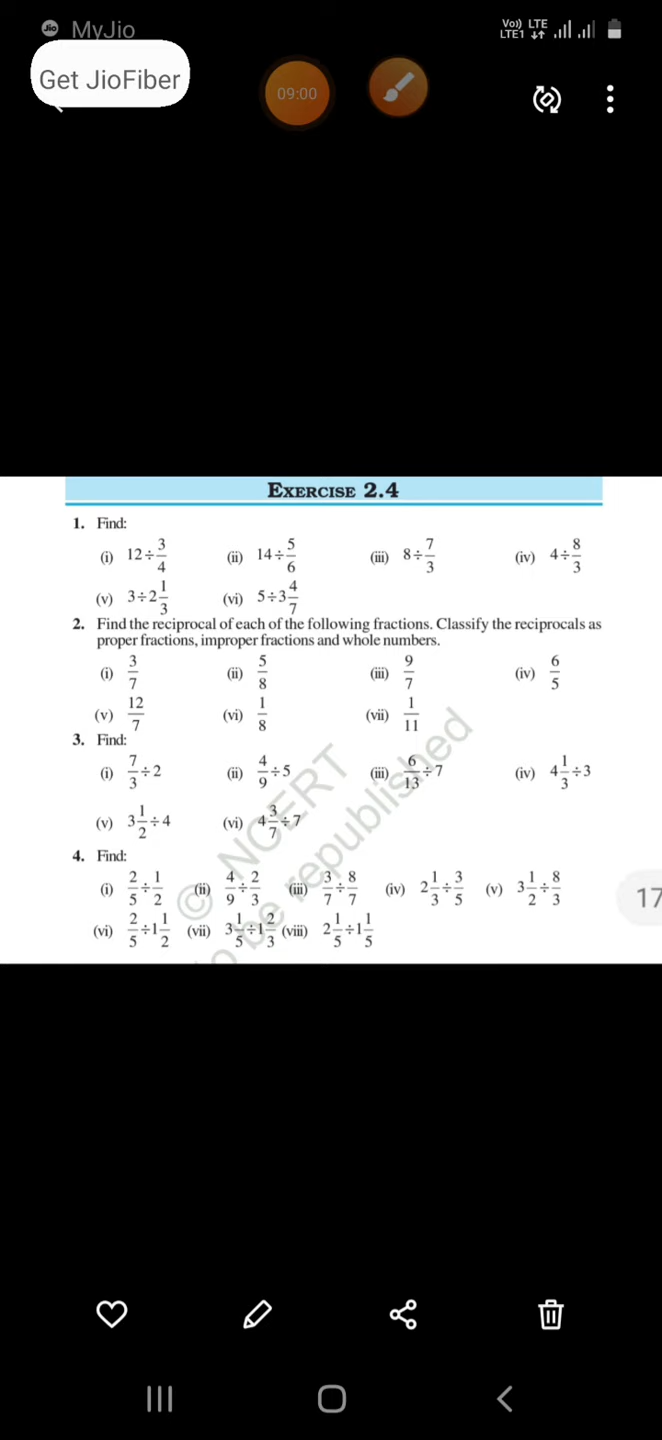 MyJio
Vo)) LTE
LTE1
Get JioFiber
09:00
EXERCISE 2.4
1. Find:
(i) 12÷3/4 (ii) 14÷5/6 (iii) 8÷7/3 (iv) 4÷8/3
(v) 3÷2 1/3 (vi) 5÷3 4/7
2. Find the reciprocal of each of the following fractions. Classify the reciprocals as
proper fractions, improper fractions and whole numbers.
(i) 3/7 (ii) 5/8 (iii) 9/7 (iv) 6/5
(v) 12/7 (vi) 1/8 (vii) 1/11
3. Find:
(i) 7/3÷2 (ii) 4/9÷5 (iii) 6/13÷7 (iv) 4 1/3÷3
(v) 3 1/2÷4 (vi) 4 3/7÷7
4. Find:
(i) 2/5÷1/2 (ii) 4/9÷2/3 (iii) 3/7÷8/7 (iv) 2 1/3÷3/5 (v) 3 1/2÷8/3
(vi) 2/5÷1 1/2 (vii) 3 1/5÷1 2/3 (viii) 2 1/5÷1 1/5
© NCERT
to be republished
17